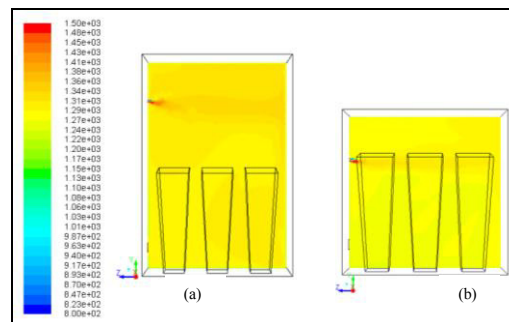 1.50e+03
1.48e+03
1.45e+03
1.43e+03
1.41e+03
1.38e+03
1.36e+03
1.34e+03
1.31e+03
1.29e+03
1.27e+03
1.24e+03
1.22e+03
1.20e+03
1.17e+03
1.15e+03
1.13e+03
1.10e+03
1.08e+03
1.06e+03
1.03e+03
1.01e+03
9.87e+02
9.63e+02
9.40e+02
9.17e+02
8.93e+02
8.70e+02
8.47e+02
8.23e+02
8.00e+02
Y
Z
(a)
Y
Z
(b)